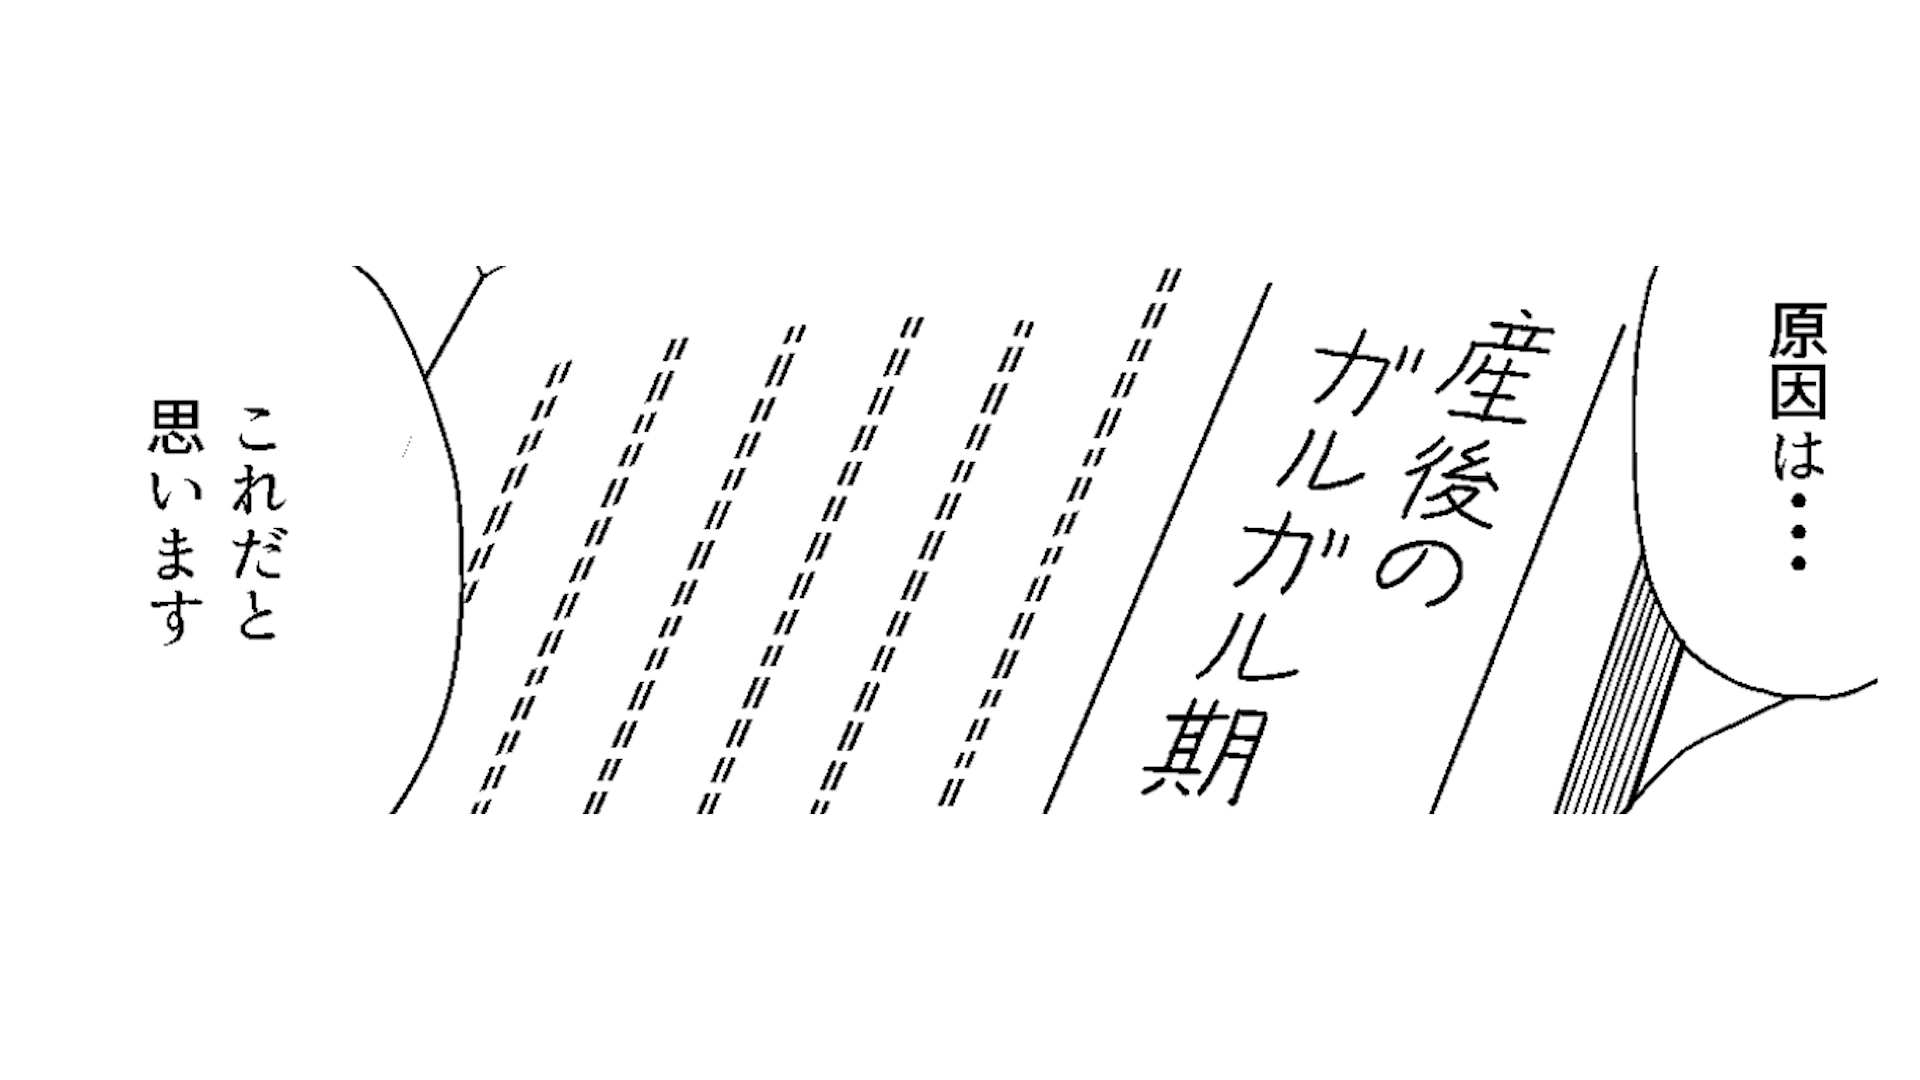 原因は・・・
産後の
ガルガル期
これだと
思います